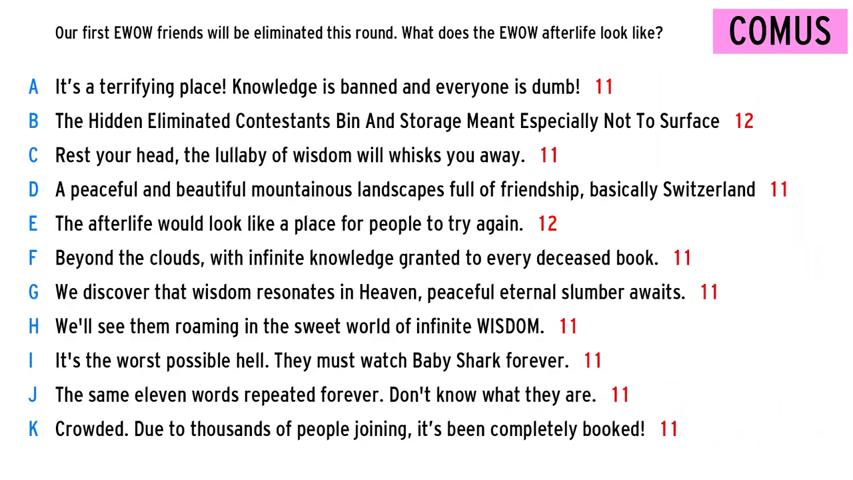 Our first EWOW friends will be eliminated this round. What does the EWOW afterlife look like?
COMUS
A It's a terrifying place! Knowledge is banned and everyone is dumb! 11
B The Hidden Eliminated Contestants Bin And Storage Meant Especially Not To Surface 12
C Rest your head, the lullaby of wisdom will whisks you away. 11
D A peaceful and beautiful mountainous landscapes full of friendship, basically Switzerland 11
E The afterlife would look like a place for people to try again. 12
F Beyond the clouds, with infinite knowledge granted to every deceased book. 11
G We discover that wisdom resonates in Heaven, peaceful eternal slumber awaits. 11
H We'll see them roaming in the sweet world of infinite WISDOM. 11
I It's the worst possible hell. They must watch Baby Shark forever. 11
J The same eleven words repeated forever. Don't know what they are. 11
K Crowded. Due to thousands of people joining, it's been completely booked! 11